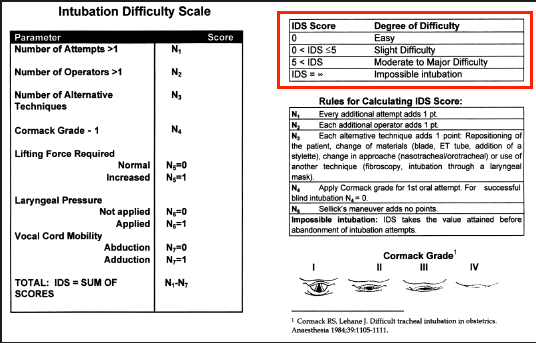 Intubation Difficulty Scale
Parameter Score
Number of Attempts >1 N1
Number of Operators >1 N2
Number of Alternative N3
Techniques
Cormack Grade - 1 N4
Lifting Force Required
Normal N5=0
Increased N5=1
Laryngeal Pressure
Not applied N6=0
Applied N6=1
Vocal Cord Mobility
Abduction N7=0
Adduction N7=1
TOTAL: IDS = SUM OF N1-N7
SCORES
IDS Score Degree of Difficulty
0 Easy
0 < IDS ≤5 Slight Difficulty
5 < IDS Moderate to Major Difficulty
IDS = ∞ Impossible intubation
Rules for Calculating IDS Score:
N1 Every additional attempt adds 1 pt.
N2 Each additional operator adds 1 pt.
N3 Each alternative technique adds 1 point: Repositioning of
the patient, change of materials (blade, ET tube, addition of a
stylette), change in approach (nasotracheal/orotracheal) or use of
another technique (fibroscopy, intubation through a laryngeal
mask).
N4 Apply Cormack grade for 1st oral attempt. For successful
blind intubation N4 = 0.
N6 Sellick's maneuver adds no points.
Impossible intubation: IDS takes the value attained before
abandonment of intubation attempts.
Cormack Grade1
I II III IV
1 Cormack RS, Lehane J. Difficult tracheal intubation in obstetrics.
Anaesthesia 1984;39:1105-1111.